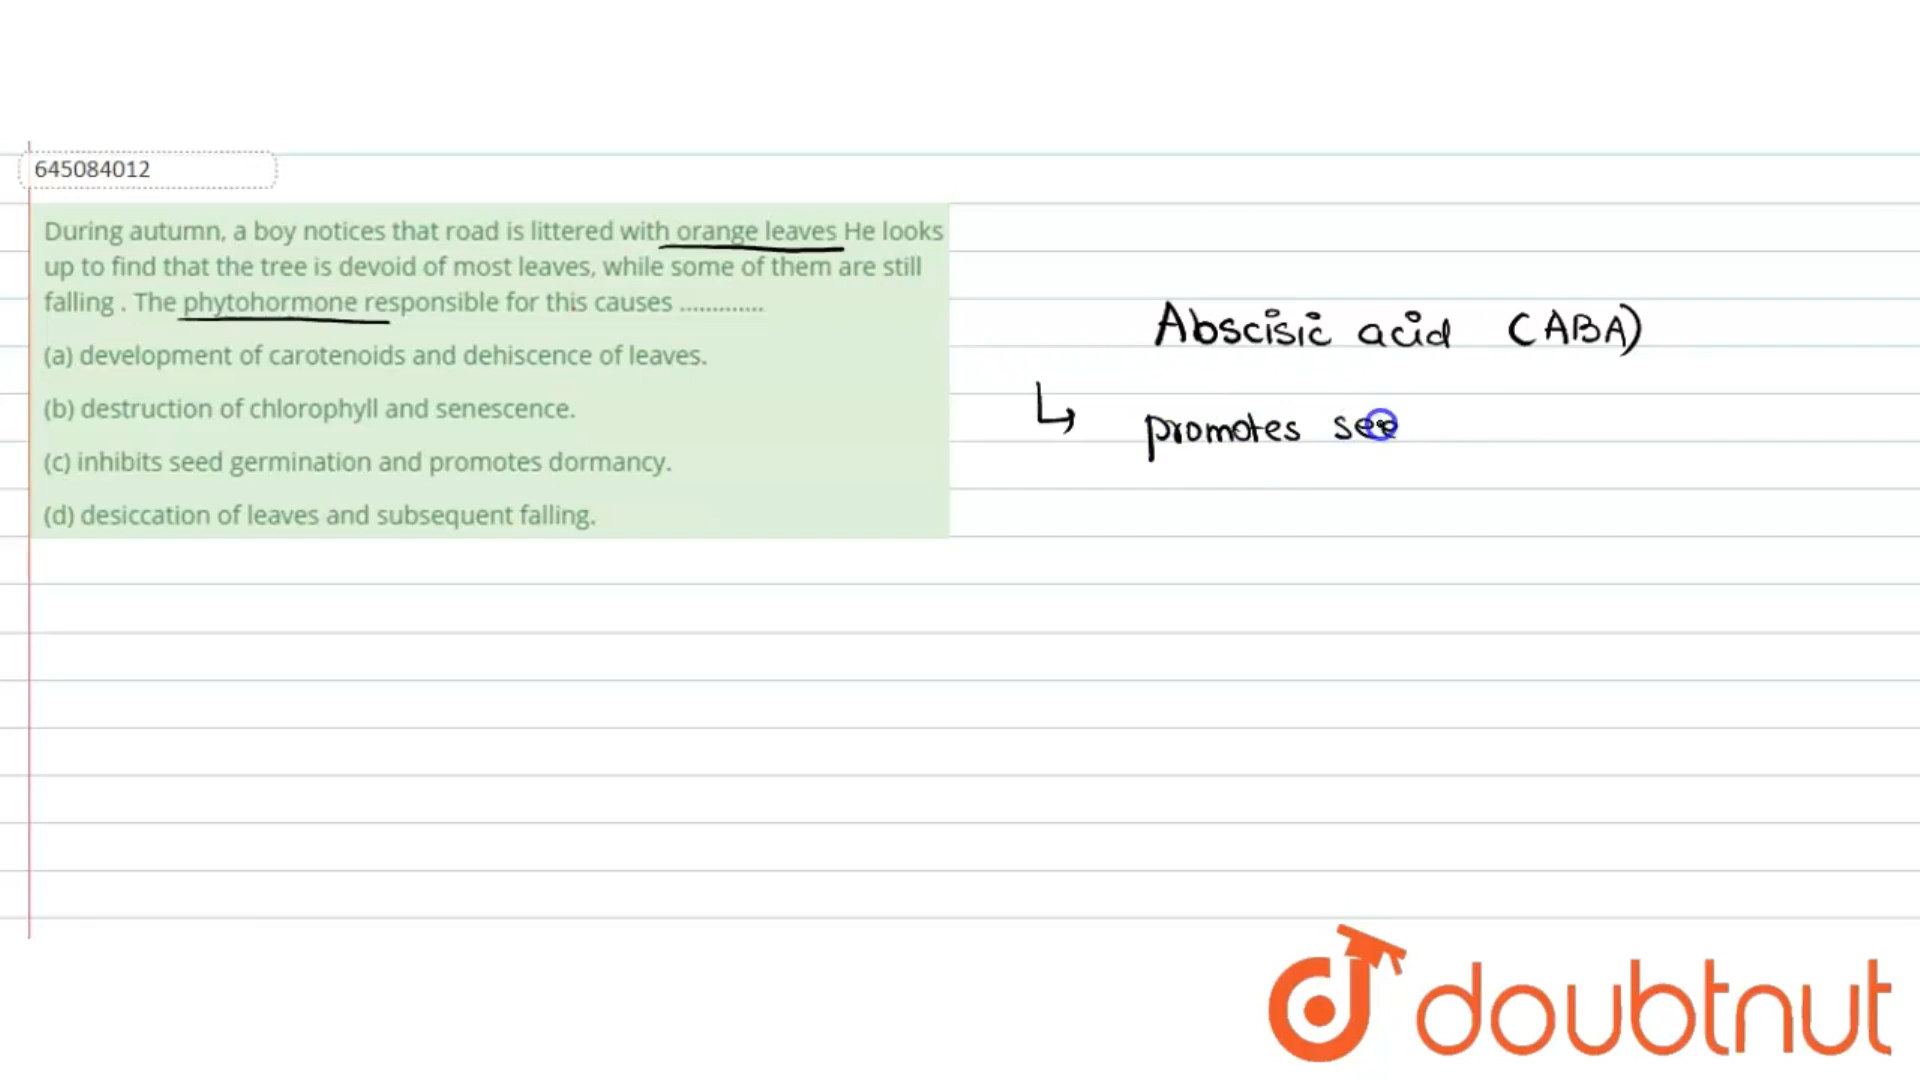 645084012
During autumn, a boy notices that road is littered with orange leaves He looks
up to find that the tree is devoid of most leaves, while some of them are still
falling . The phytohormone responsible for this causes .............
(a) development of carotenoids and dehiscence of leaves.
(b) destruction of chlorophyll and senescence.
(c) inhibits seed germination and promotes dormancy.
(d) desiccation of leaves and subsequent falling.
Abscisic acid (ABA)
promotes see
doubtnut